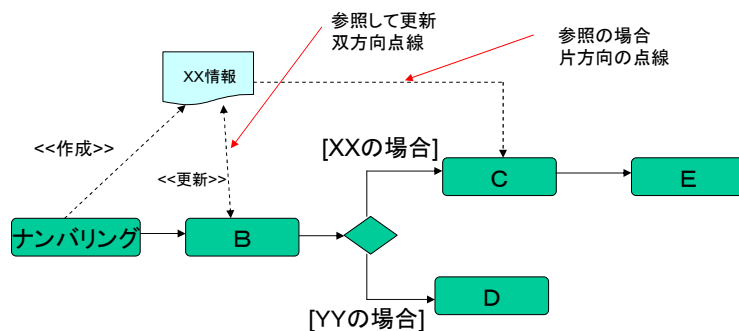 参照して更新
双方向点線
参照の場合
片方向の点線
XX情報
<<作成>>
[XXの場合]
<<更新>>
C
E
ナンバリング
B
D
[YYの場合]